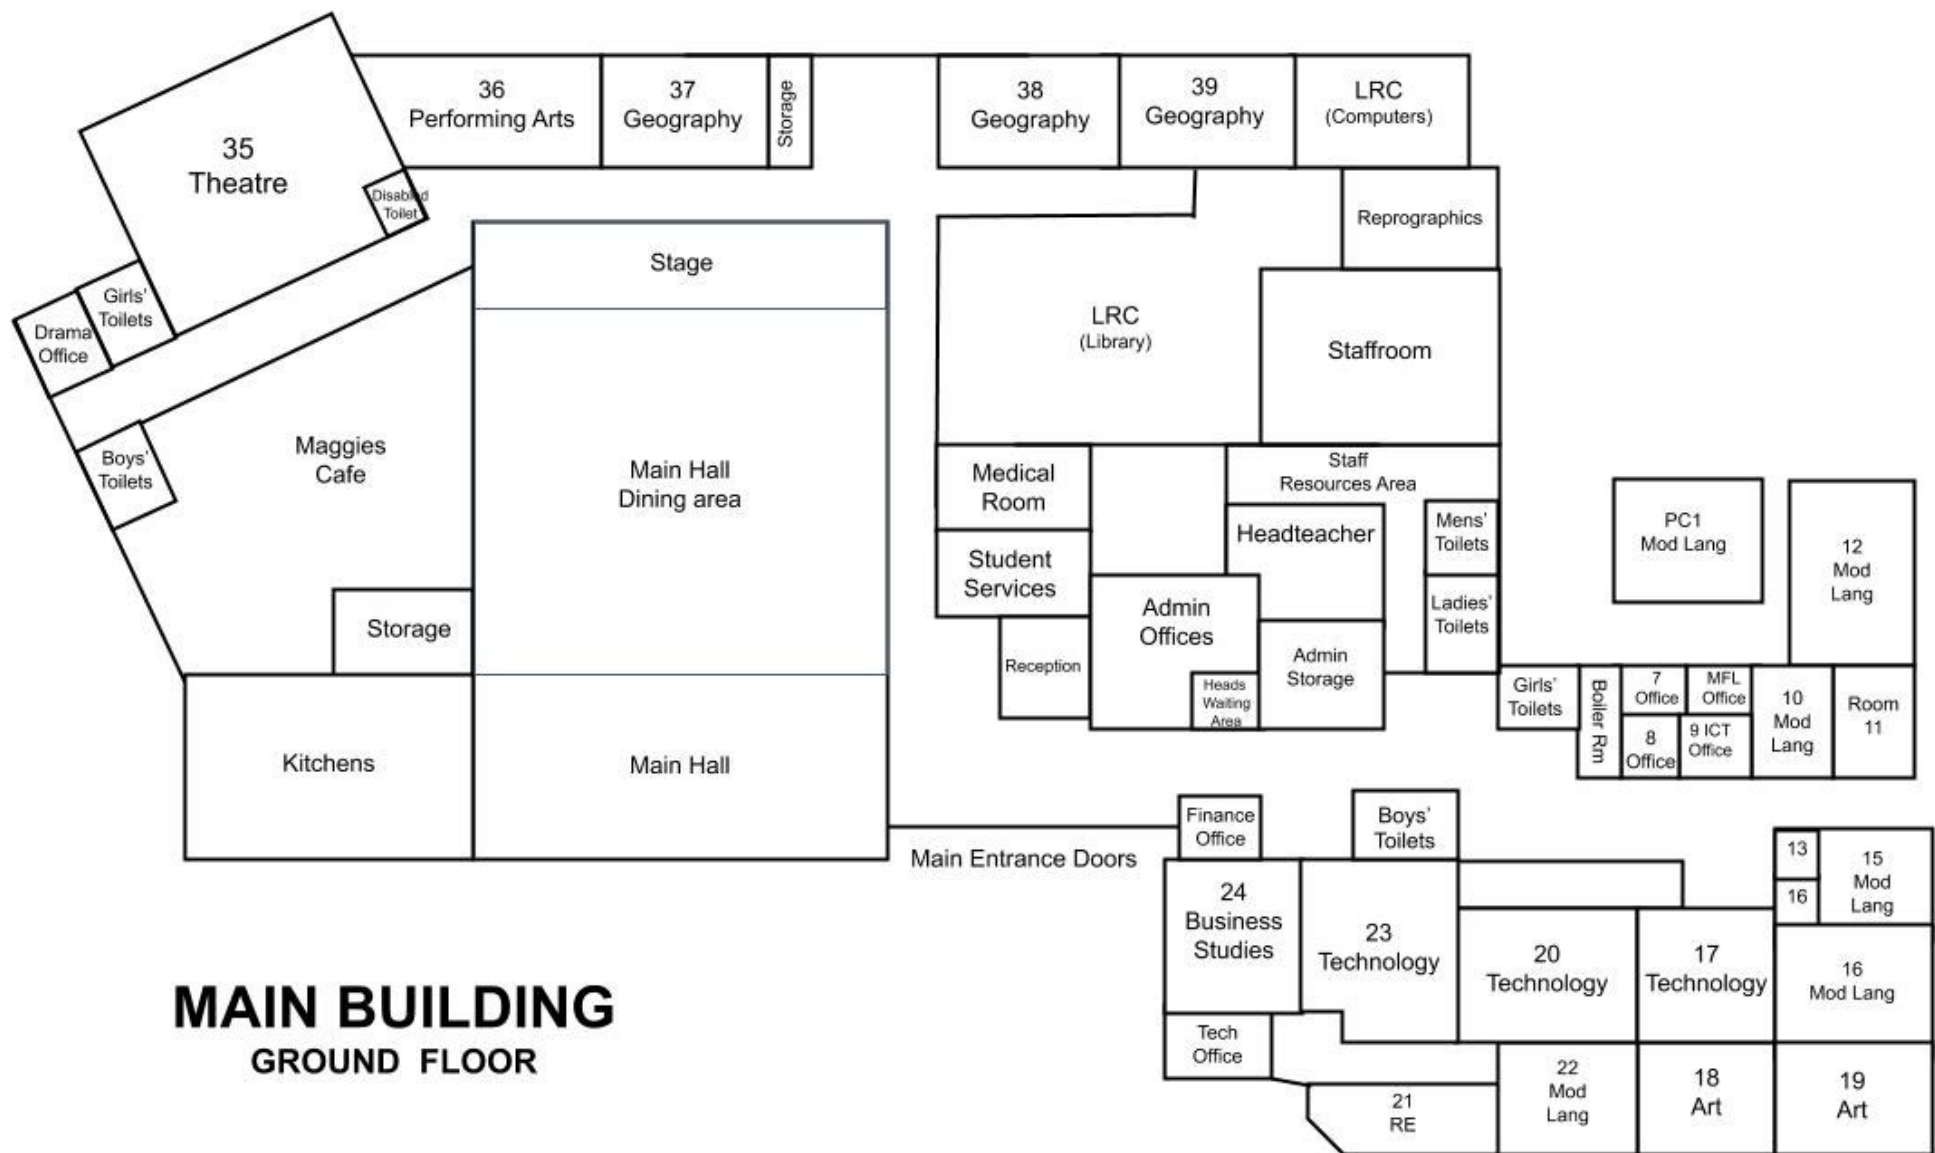 35
Theatre
36
Performing Arts
37
Geography
Storage
38
Geography
39
Geography
LRC
(Computers)
Disabled
Toilet
Reprographics
Stage
Girls'
Toilets
Drama
Office
LRC
(Library)
Staffroom
Maggies
Cafe
Boys'
Toilets
Main Hall
Dining area
Medical
Room
Staff
Resources Area
Headteacher
Mens'
Toilets
Student
Services
Admin
Offices
Ladies'
Toilets
Storage
Reception
Heads
Waiting
Area
Admin
Storage
PC1
Mod Lang
12
Mod
Lang
Girls'
Toilets
Boiler Rm
7
Office
MFL
Office
8
Office
9 ICT
Office
10
Mod
Lang
Room
11
Kitchens
Main Hall
Main Entrance Doors
Finance
Office
Boys'
Toilets
24
Business
Studies
23
Technology
20
Technology
17
Technology
13
16
15
Mod
Lang
16
Mod Lang
Tech
Office
21
RE
22
Mod
Lang
18
Art
19
Art
MAIN BUILDING
GROUND FLOOR